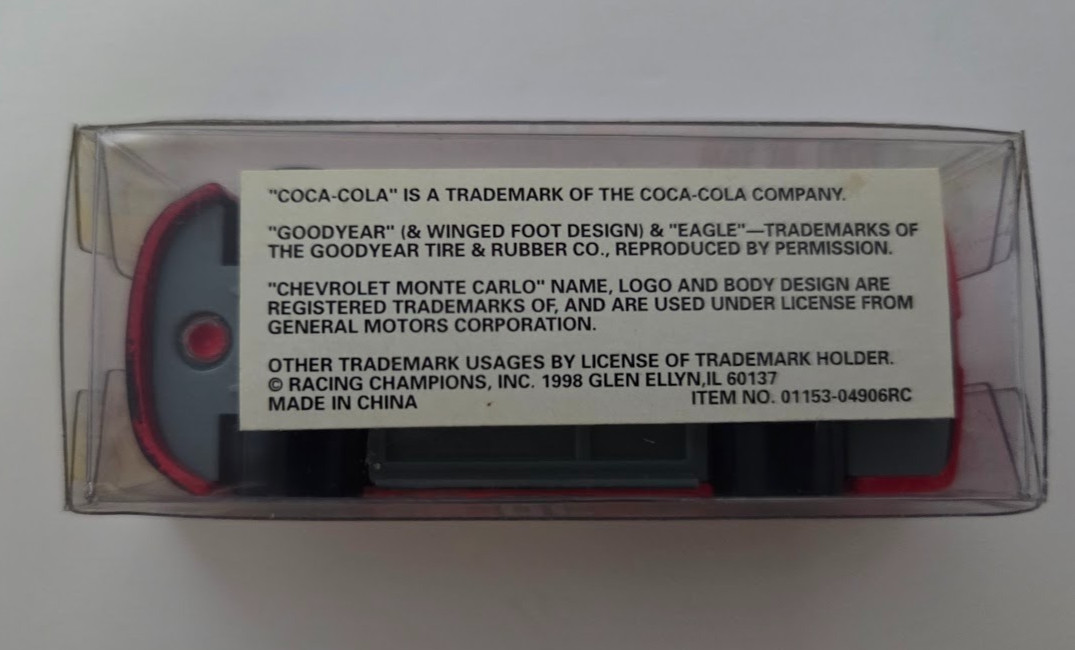 "COCA-COLA" IS A TRADEMARK OF THE COCA-COLA COMPANY.
"GOODYEAR" (& WINGED FOOT DESIGN) & "EAGLE"—TRADEMARKS OF
THE GOODYEAR TIRE & RUBBER CO., REPRODUCED BY PERMISSION.
"CHEVROLET MONTE CARLO" NAME, LOGO AND BODY DESIGN ARE
REGISTERED TRADEMARKS OF, AND ARE USED UNDER LICENSE FROM
GENERAL MOTORS CORPORATION.
OTHER TRADEMARK USAGES BY LICENSE OF TRADEMARK HOLDER.
© RACING CHAMPIONS, INC. 1998 GLEN ELLYN,IL 60137
MADE IN CHINA ITEM NO. 01153-04906RC